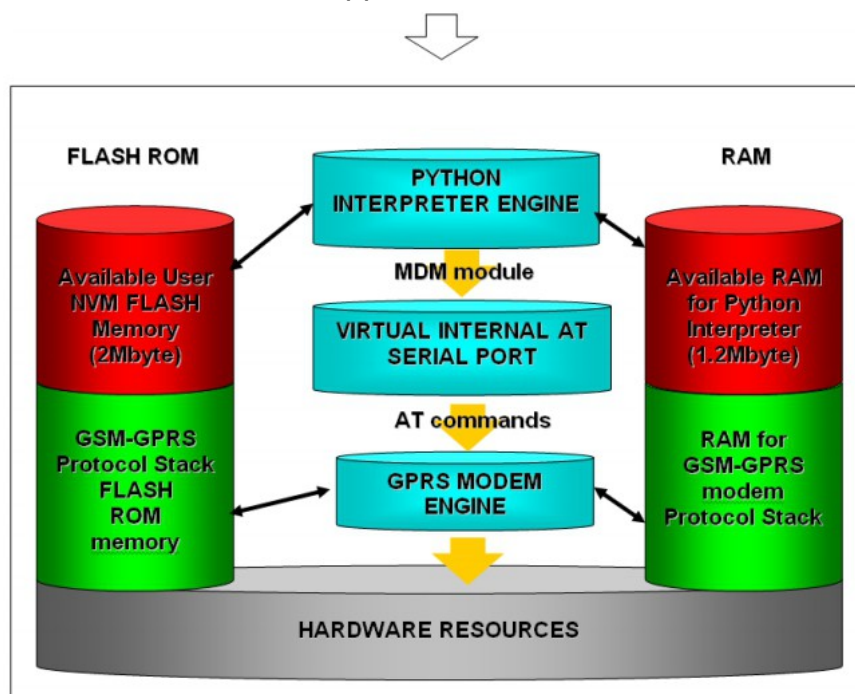 FLASH ROM
RAM
PYTHON
INTERPRETER ENGINE
Available User
NVM FLASH
Memory
(2Mbyte)
MDM module
Available RAM
for Python
Interpreter
(1.2Mbyte)
VIRTUAL INTERNAL AT
SERIAL PORT
AT commands
GSM-GPRS
Protocol Stack
FLASH
ROM
memory
GPRS MODEM
ENGINE
RAM for
GSM-GPRS
modem
Protocol Stack
HARDWARE RESOURCES